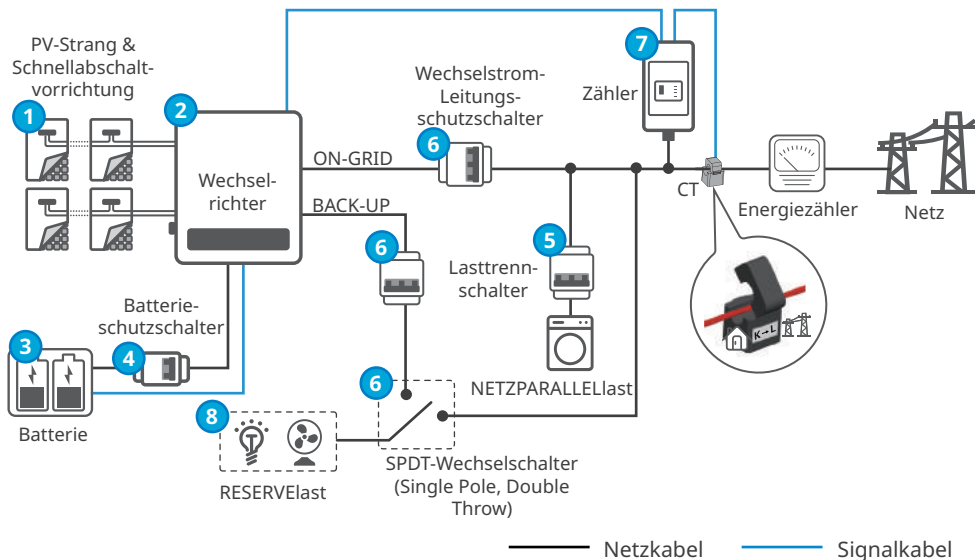 PV-Strang &
Schnellabschalt-
vorrichtung
1
2
Wechsel-
richter
ON-GRID
BACK-UP
Wechselstrom-
Leitungs-
schutzschalter
6
7
Zähler
CT
Energiezähler
Netz
6
5
Lasttrenn-
schalter
NETZPARALLELlast
K→L
Batterie-
schutzschalter
3
4
Batterie
8
RESERVElast
6
SPDT-Wechselschalter
(Single Pole, Double
Throw)
Netzkabel
Signalkabel